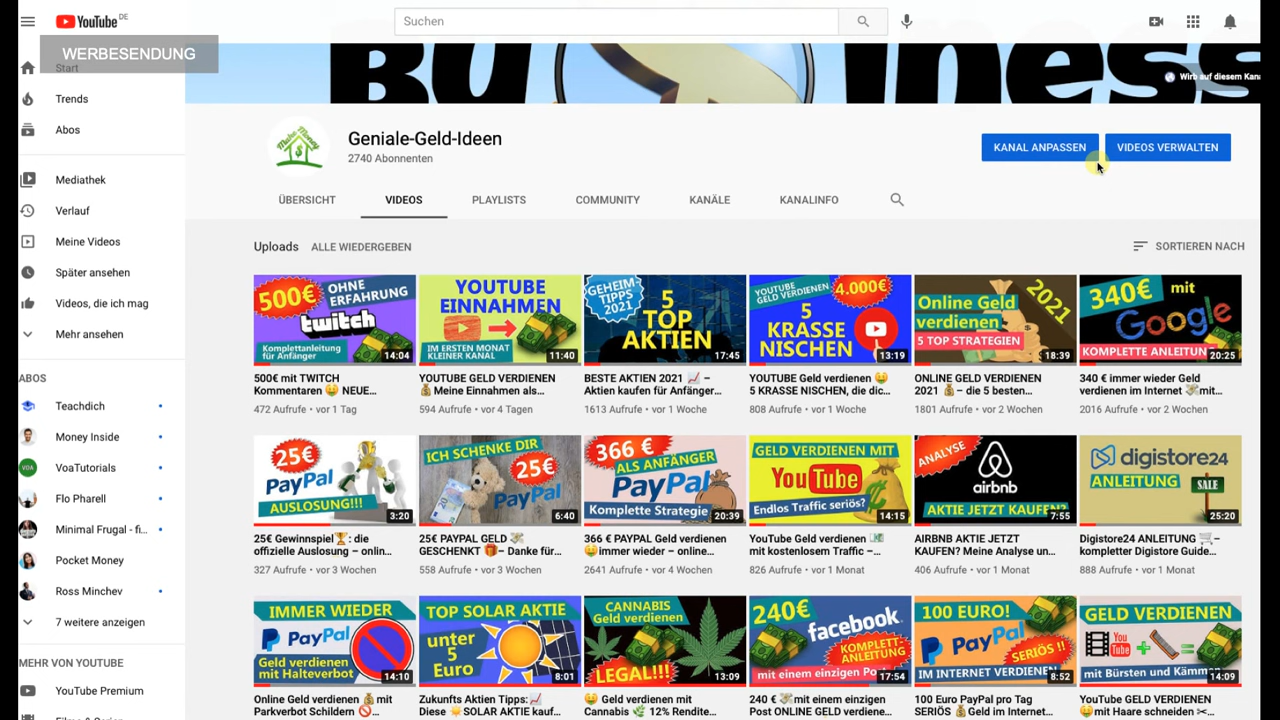 YouTube DE
Suchen
WERBESENDUNG
Start
Trends
Abos
Mediathek
Verlauf
Meine Videos
Später ansehen
Videos, die ich mag
Mehr ansehen
ABOS
Teachdich
Money Inside
VOA
VoaTutorials
Flo Pharell
Minimal Frugal - fi...
Pocket Money
Ross Minchev
7 weitere anzeigen
MEHR VON YOUTUBE
YouTube Premium
Business
Wirb auf diesem Kan
Make Money
Geniale-Geld-Ideen
2740 Abonnenten
KANAL ANPASSEN
VIDEOS VERWALTEN
ÜBERSICHT
VIDEOS
PLAYLISTS
COMMUNITY
KANÄLE
KANALINFO
Uploads
ALLE WIEDERGEBEN
SORTIEREN NACH
500€
OHNE
ERFAHRUNG
twitch
Komplettanleitung
für Anfänger
14:04
500€ mit TWITCH
Kommentaren 🤑 NEUE...
472 Aufrufe • vor 1 Tag
YOUTUBE
EINNAHMEN
IM ERSTEN MONAT
KLEINER KANAL
11:40
YOUTUBE GELD VERDIENEN
💰Meine Einnahmen als...
594 Aufrufe • vor 4 Tagen
GEHEIM
TIPPS
2021
5
TOP
AKTIEN
17:45
BESTE AKTIEN 2021 📈 –
Aktien kaufen für Anfänger...
1613 Aufrufe • vor 1 Woche
YOUTUBE
GELD VERDIENEN
4.000€
5
KRASSE
NISCHEN
13:19
YOUTUBE Geld verdienen 🤑
5 KRASSE NISCHEN, die dic...
808 Aufrufe • vor 1 Woche
Online Geld
verdienen
2021
5 TOP STRATEGIEN
18:39
ONLINE GELD VERDIENEN
2021 💰– die 5 besten...
1801 Aufrufe • vor 2 Wochen
340€ mit
Google
KOMPLETTE ANLEITUN
20:25
340 € immer wieder Geld
verdienen im Internet 💸mit...
2016 Aufrufe • vor 2 Wochen
25€
PayPal
AUSLOSUNG!!!
3:20
25€ Gewinnspiel🏆: die
offizielle Auslosung – onlin...
327 Aufrufe • vor 3 Wochen
ICH SCHENKE DIR
25€
PayPal
6:40
25€ PAYPAL GELD 💸
GESCHENKT 🎁– Danke für...
558 Aufrufe • vor 3 Wochen
366 €
ALS ANFÄNGER
PayPal
Komplette Strategie
20:39
366 € PAYPAL Geld verdienen
🤑immer wieder – online...
2641 Aufrufe • vor 4 Wochen
GELD VERDIENEN MIT
YouTube
Endlos Traffic seriös?
14:15
YouTube Geld verdienen 💵
mit kostenlosem Traffic –...
826 Aufrufe • vor 1 Monat
ANALYSE
airbnb
AKTIE JETZT KAUFEN?
7:55
AIRBNB AKTIE JETZT
KAUFEN? Meine Analyse un...
406 Aufrufe • vor 1 Monat
digistore24
ANLEITUNG
SALE
25:20
Digistore24 ANLEITUNG 🛒–
kompletter Digistore Guide...
888 Aufrufe • vor 1 Monat
IMMER WIEDER
PayPal
Geld verdienen
mit Halteverbot
14:10
Online Geld verdienen 💰mit
Parkverbot Schildern 🚫...
TOP SOLAR AKTIE
unter
5
Euro
8:01
Zukunfts Aktien Tipps:📈
Diese ☀️SOLAR AKTIE kauf...
CANNABIS
Geld verdienen
LEGAL!!!
13:09
🤑 Geld verdienen mit
Cannabis 🌿 12% Rendite...
240€
facebook
KOMPLETT-
ANLEITUNG
mit einem einzigen Po
17:54
240 € 💸mit einem einzigen
Post ONLINE GELD verdiene...
100 EURO!
PayPal
SERIÖS !!
IM INTERNET VERDIENEN
8:52
100 Euro PayPal pro Tag
SERIÖS 💰Geld im Internet...
GELD VERDIENEN
You
Tube
mit Bürsten und Kämm
14:09
YouTube GELD VERDIENEN
🤑mit Haare schneiden ✂️...